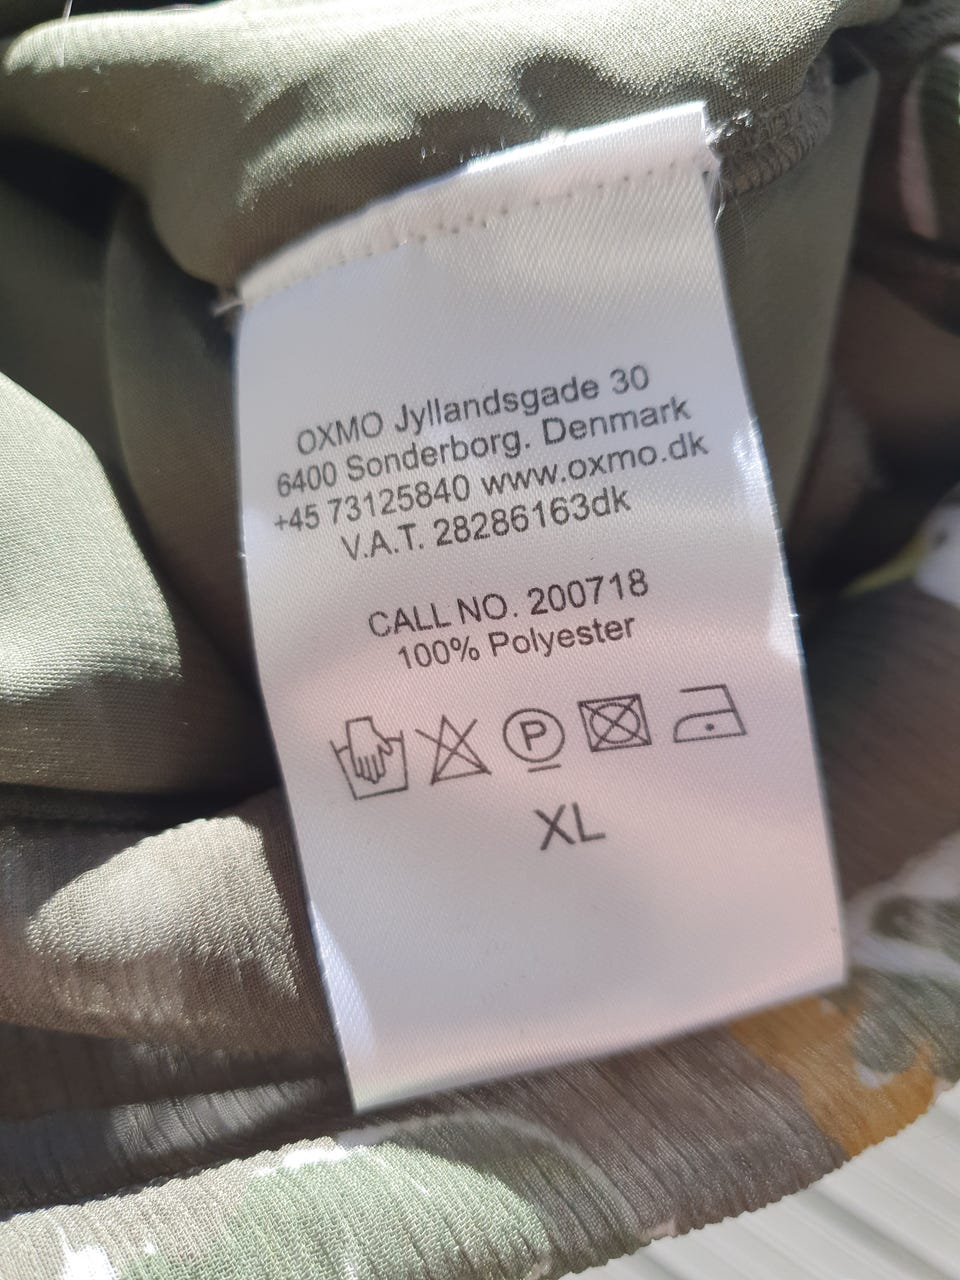 OXMO Jyllandsgade 30
6400 Sonderborg. Denmark
+45 73125840 www.oxmo.dk
V.A.T. 28286163dk
CALL NO. 200718
100% Polyester
P
XL